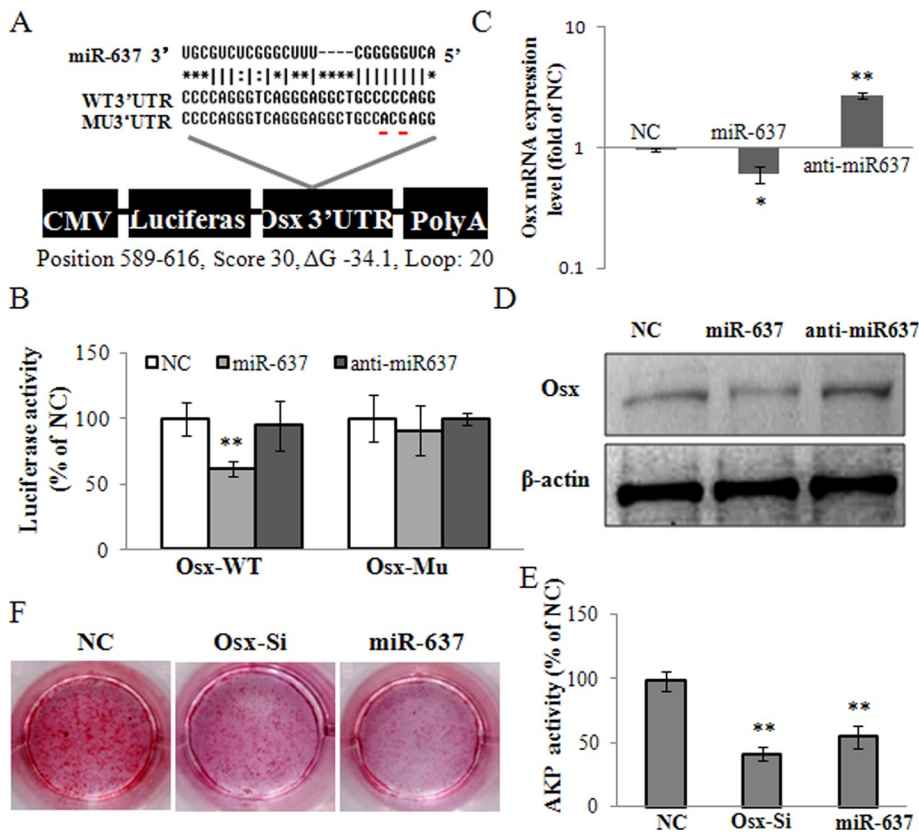 A
miR-637 3’ UGCGUCUCGGGCUUU----CGGGGGUCA 5’
***|||:|:|*|**|****||||||||*
WT3’UTR CCCCAGGGTCAGGGAGGCTGCCCCCAGG
MU3‘UTR CCCCAGGGTCAGGGAGGCTGCCACGAGG
CMV Luciferas Osx 3’UTR PolyA
Position 589-616, Score 30, ΔG -34.1, Loop: 20
B
Luciferase activity
(% of NC)
150
100
50
0
NC miR-637 anti-miR637
**
Osx-WT Osx-Mu
C
Osx mRNA expression
level (fold of NC)
10
1
0.1
NC miR-637 anti-miR637
*
**
D
NC miR-637 anti-miR637
Osx
β-actin
E
AKP activity (% of NC)
150
100
50
0
** **
NC Osx-Si miR-637
F
NC Osx-Si miR-637